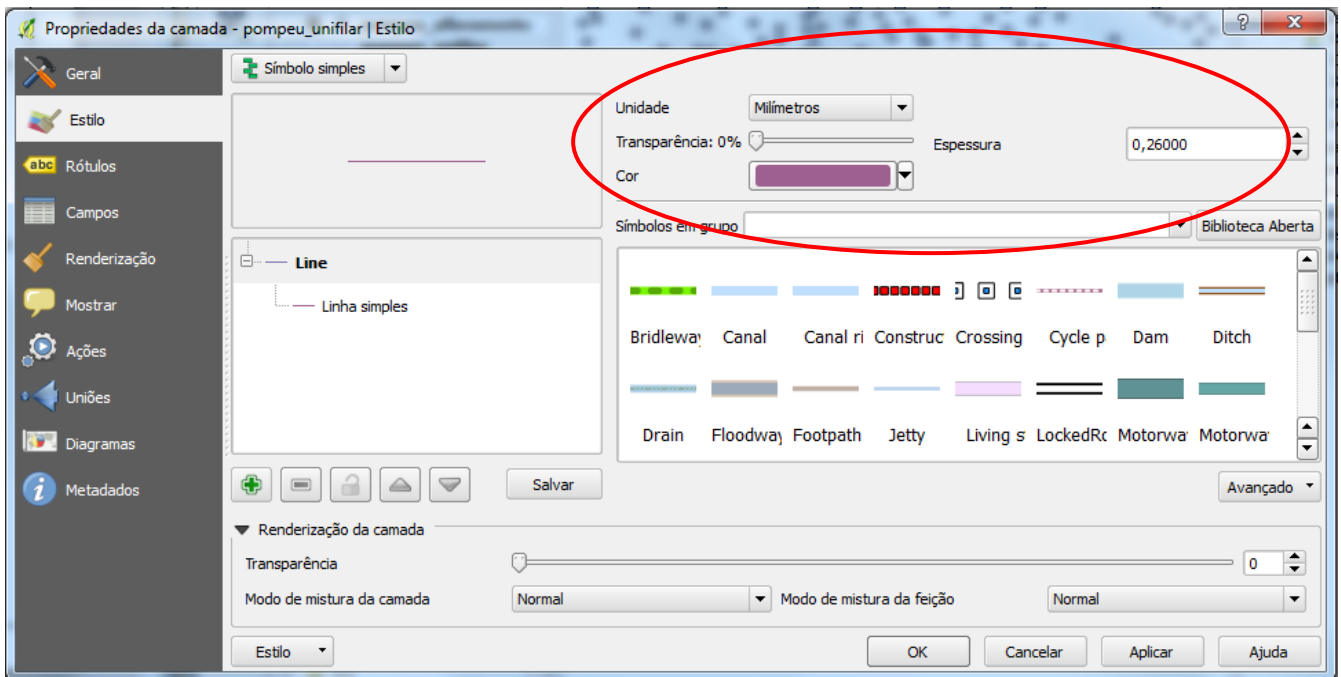 Propriedades da camada - pompeu_unifilar | Estilo
Geral
Estilo
abc Rótulos
Campos
Renderização
Mostrar
Ações
Uniões
Diagramas
Metadados
Símbolo simples
Unidade Milímetros
Transparência: 0% Espessura 0,26000
Cor
Símbolos em grupo Biblioteca Aberta
Line
Linha simples
Bridleway Canal Canal ri Construc Crossing Cycle p Dam Ditch
Drain Floodway Footpath Jetty Living s LockedRo Motorwa Motorwa
Salvar Avançado
Renderização da camada
Transparência 0
Modo de mistura da camada Normal Modo de mistura da feição Normal
Estilo OK Cancelar Aplicar Ajuda